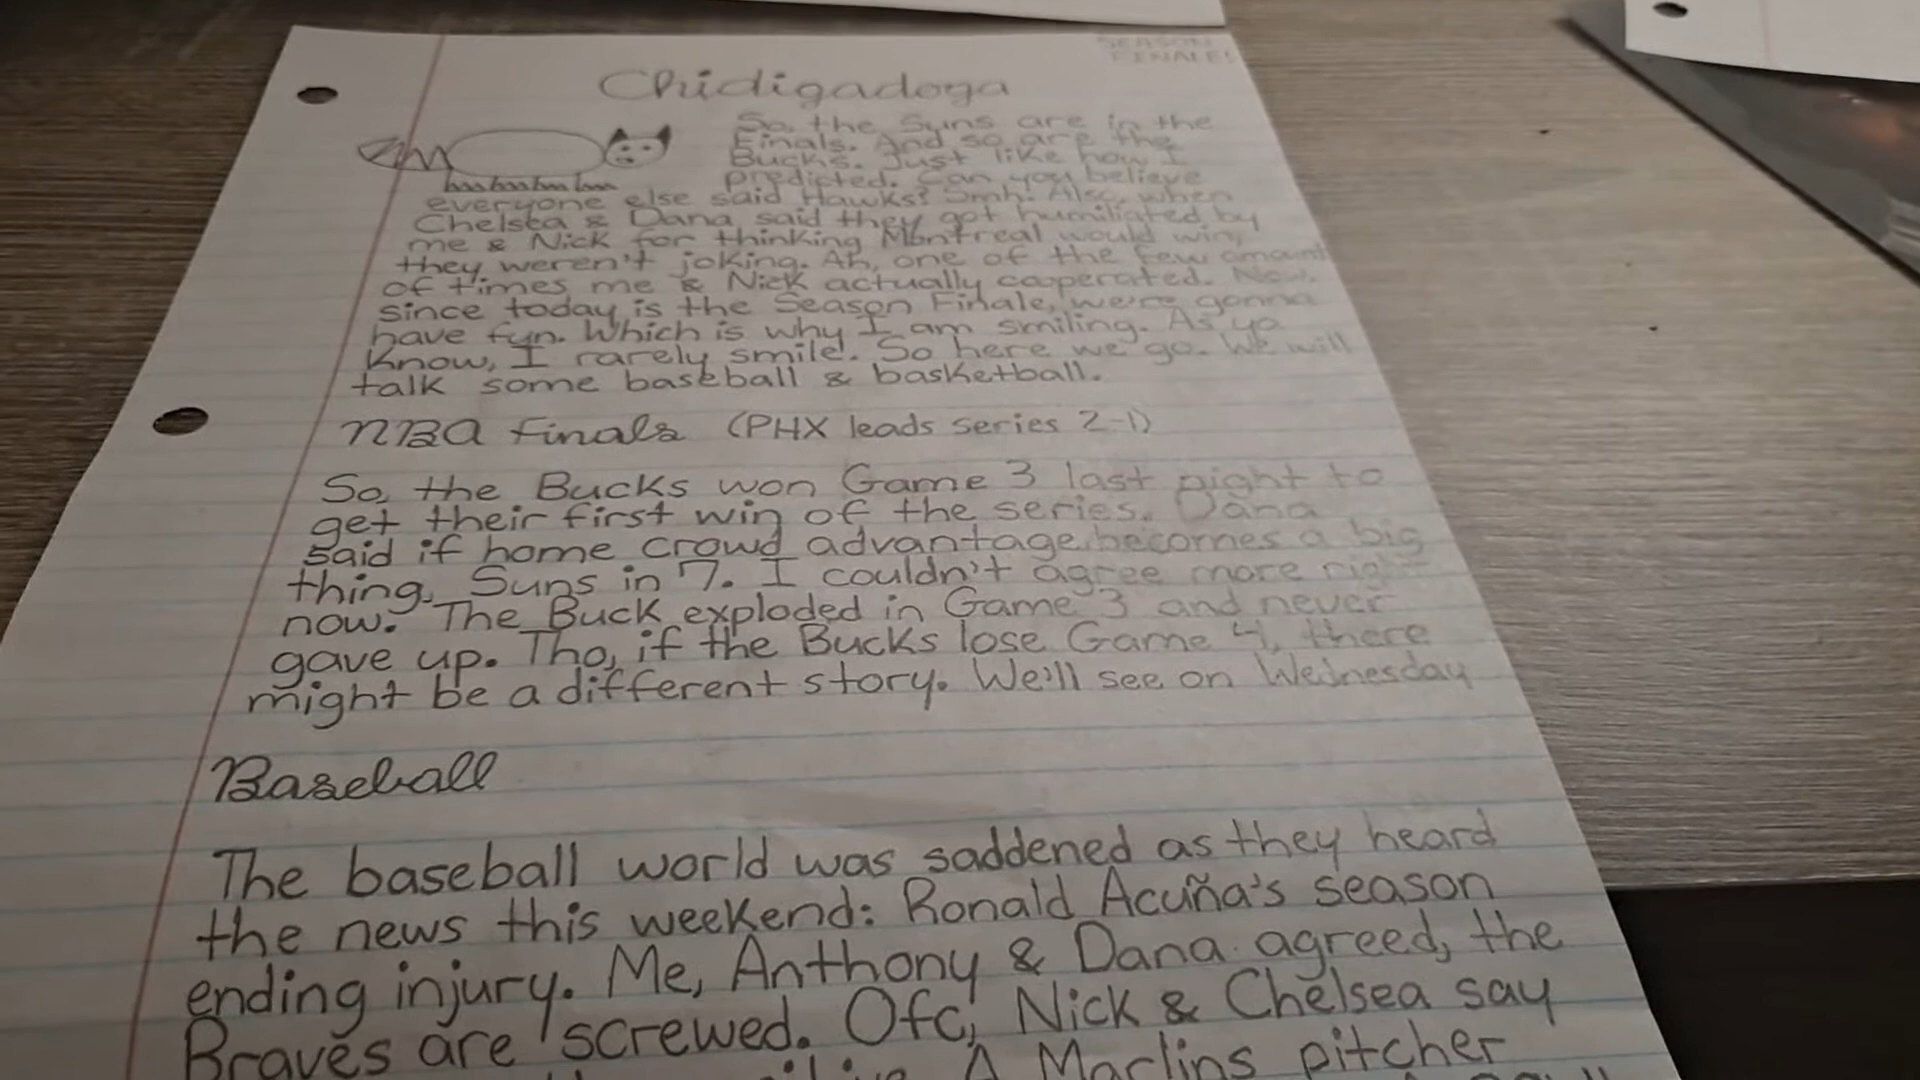 SEASON
FINALE!
Chidigadoga
So, the Suns are in the
Finals. And so are the
Bucks. Just like how I
predicted. Can you believe
everyone else said Hawks? Smh. Also, when
Chelsea & Dana said they got humiliated by
me & Nick for thinking Montreal would win,
they weren't joking. Ah, one of the few amount
of times me & Nick actually cooperated. Now,
since today is the Season Finale, we're gonna
have fun. Which is why I am smiling. As ya
know, I rarely smile. So here we go. We will
talk some baseball & basketball.
NBA Finals (PHX leads series 2-1)
So, the Bucks won Game 3 last night to
get their first win of the series. Dana
said if home crowd advantage becomes a big
thing, Suns in 7. I couldn't agree more right
now. The Buck exploded in Game 3 and never
gave up. Tho, if the Bucks lose Game 4, there
might be a different story. We'll see on Wednesday
Baseball
The baseball world was saddened as they heard
the news this weekend: Ronald Acuña's season
ending injury. Me, Anthony & Dana agreed, the
Braves are screwed. Ofc, Nick & Chelsea say
A Marlins pitcher